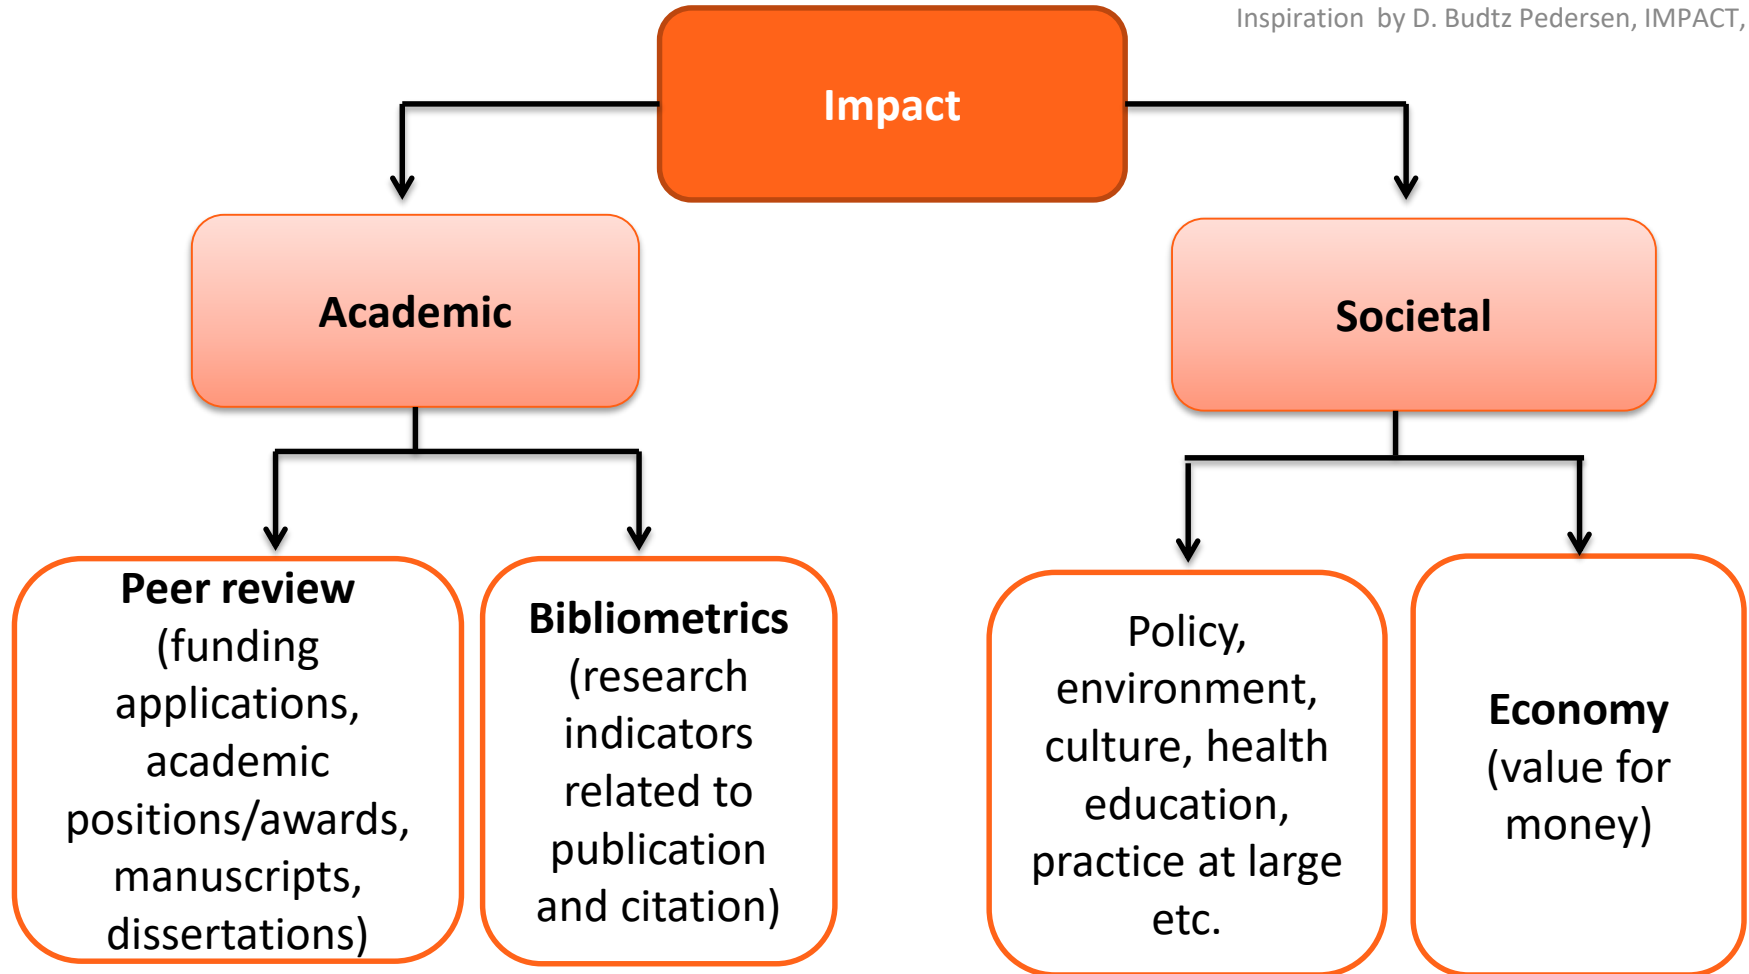 Inspiration by D. Budtz Pedersen, IMPACT,
Impact
Academic
Societal
Peer review
(funding
applications,
academic
positions/awards,
manuscripts,
dissertations)
Bibliometrics
(research
indicators
related to
publication
and citation)
Policy,
environment,
culture, health
education,
practice at large
etc.
Economy
(value for
money)